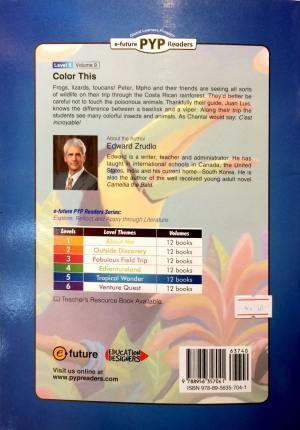 Global Learners Program
e-future PYP Readers
Level 5 Volume 9
Color This
Frogs, lizards, toucans! Peter, Mpho and their friends are seeing all sorts
of wildlife on their trip through the Costa Rican rainforest. They'd better be
careful not to touch the poisonous animals. Thankfully their guide, Juan Luis,
knows the difference between a basilisk and a viper. Along their trip the
students see many colorful insects and animals. As Chantal would say: C'est
incroyable!
About the Author
Edward Zrudlo
Edward is a writer, teacher and administrator. He has
taught in international schools in Canada, the United
States, India and his current home - South Korea. He is
also the author of the well received young adult novel
Camellia the Bald.
e-future PYP Readers Series:
Explore, Reflect and Apply through Literature
Levels Level Themes Volumes
1 About Me 12 books
2 Outside Discovery 12 books
3 Fabulous Field Trip 12 books
4 Adventureland 12 books
5 Tropical Wonder 12 books
6 Venture Quest 12 books
Teacher's Resource Book Available
e-future EDUCATION DESIGNERS
Visit us online at
www.pypreaders.com
63740
9 788956 357041
ISBN 978-89-5635-704-1